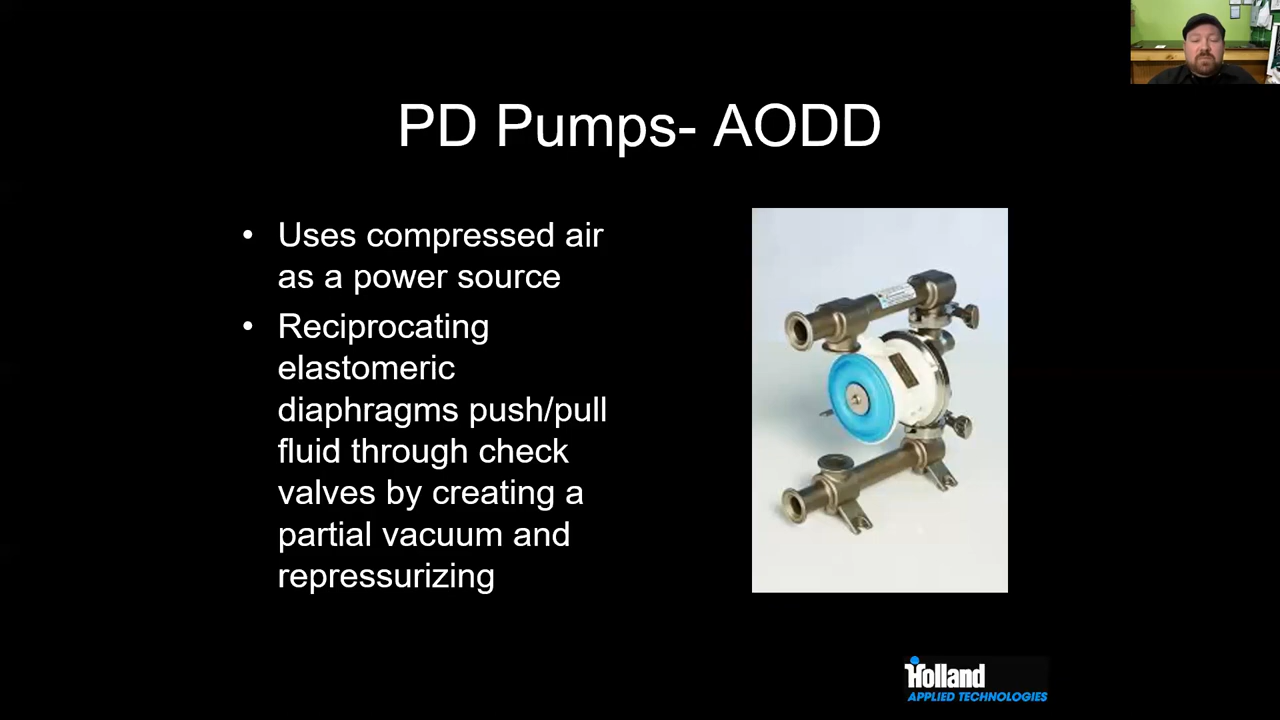 PD Pumps- AODD
• Uses compressed air
as a power source
• Reciprocating
elastomeric
diaphragms push/pull
fluid through check
valves by creating a
partial vacuum and
repressurizing
Holland
APPLIED TECHNOLOGIES